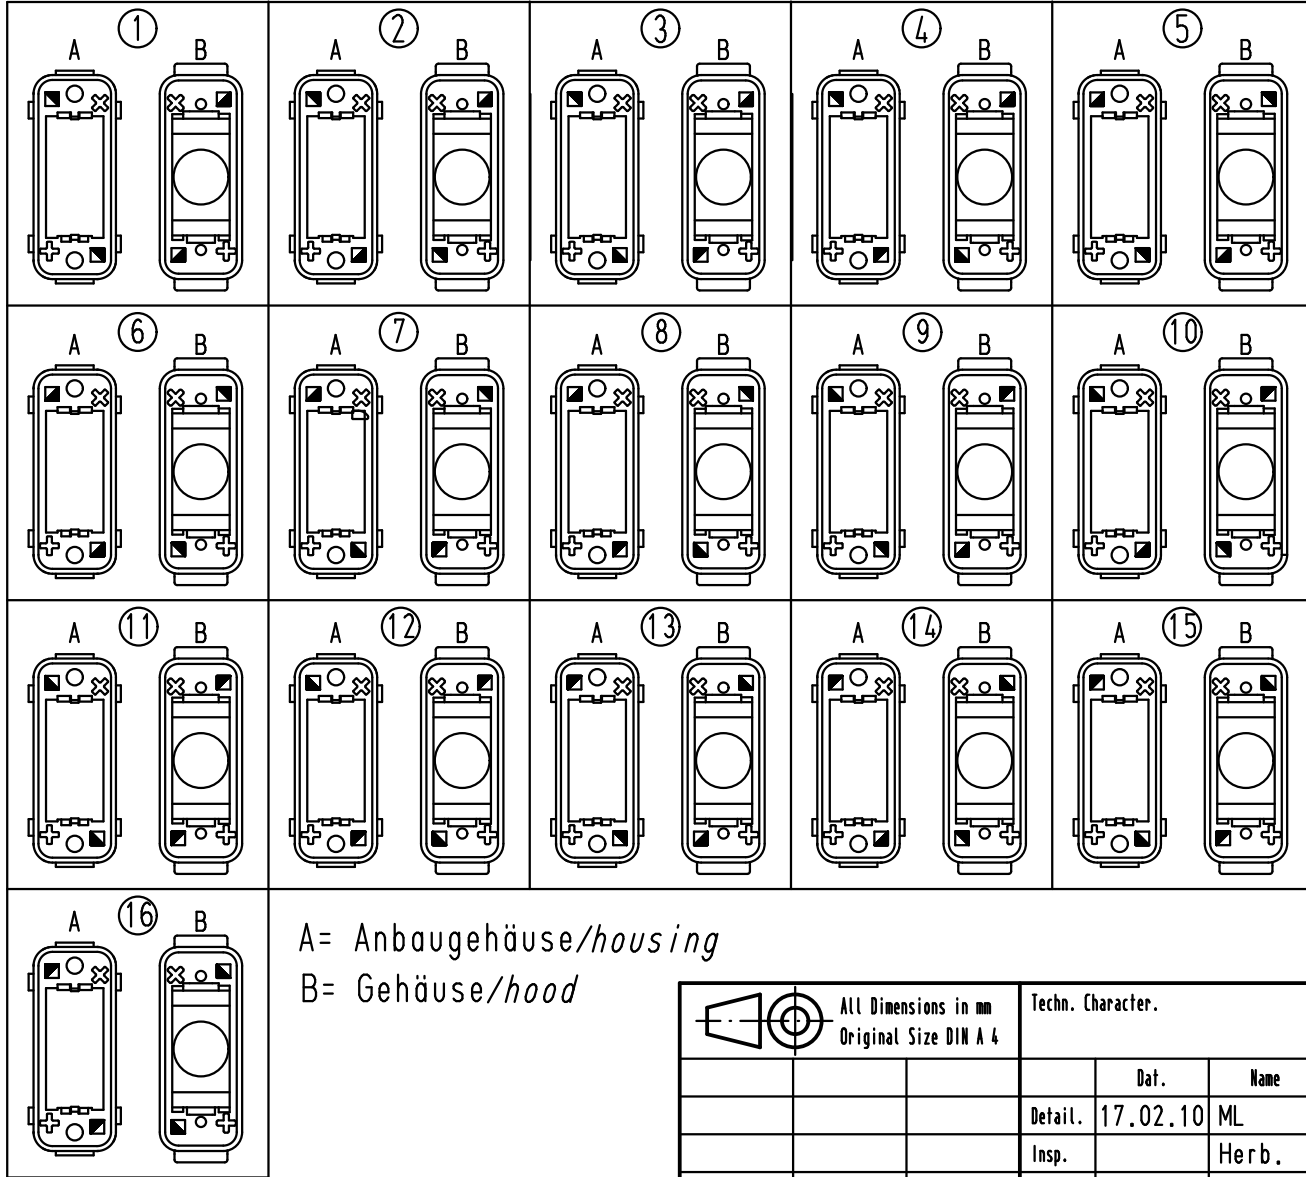 1 2 3 4 5
A B A B A B A B A B
6 7 8 9 10
A B A B A B A B A B
11 12 13 14 15
A B A B A B A B A B
16
A B
A= Anbaugehäuse/housing
B= Gehäuse/hood
All Dimensions in mm
Original Size DIN A 4
Techn. Character.
Dat. Name
Detail. 17.02.10 ML
Insp. Herb.